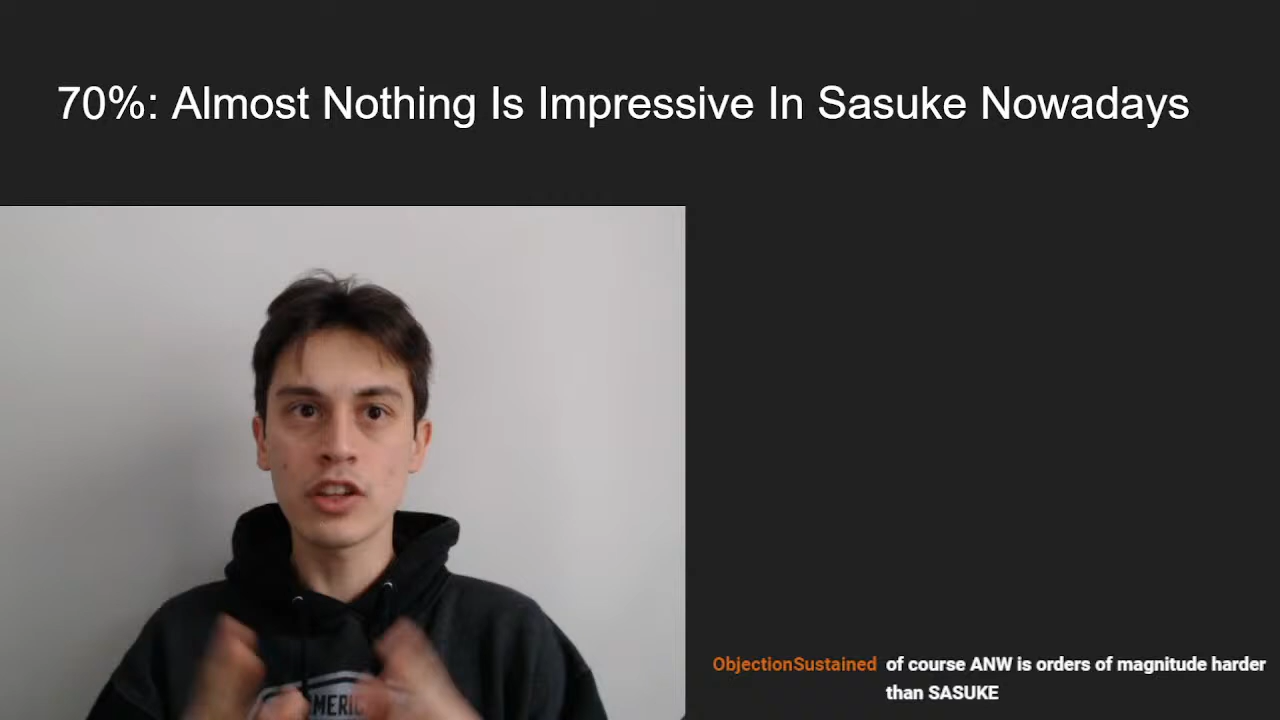 70%: Almost Nothing Is Impressive In Sasuke Nowadays
AMERIC
ObjectionSustained of course ANW is orders of magnitude harder
than SASUKE